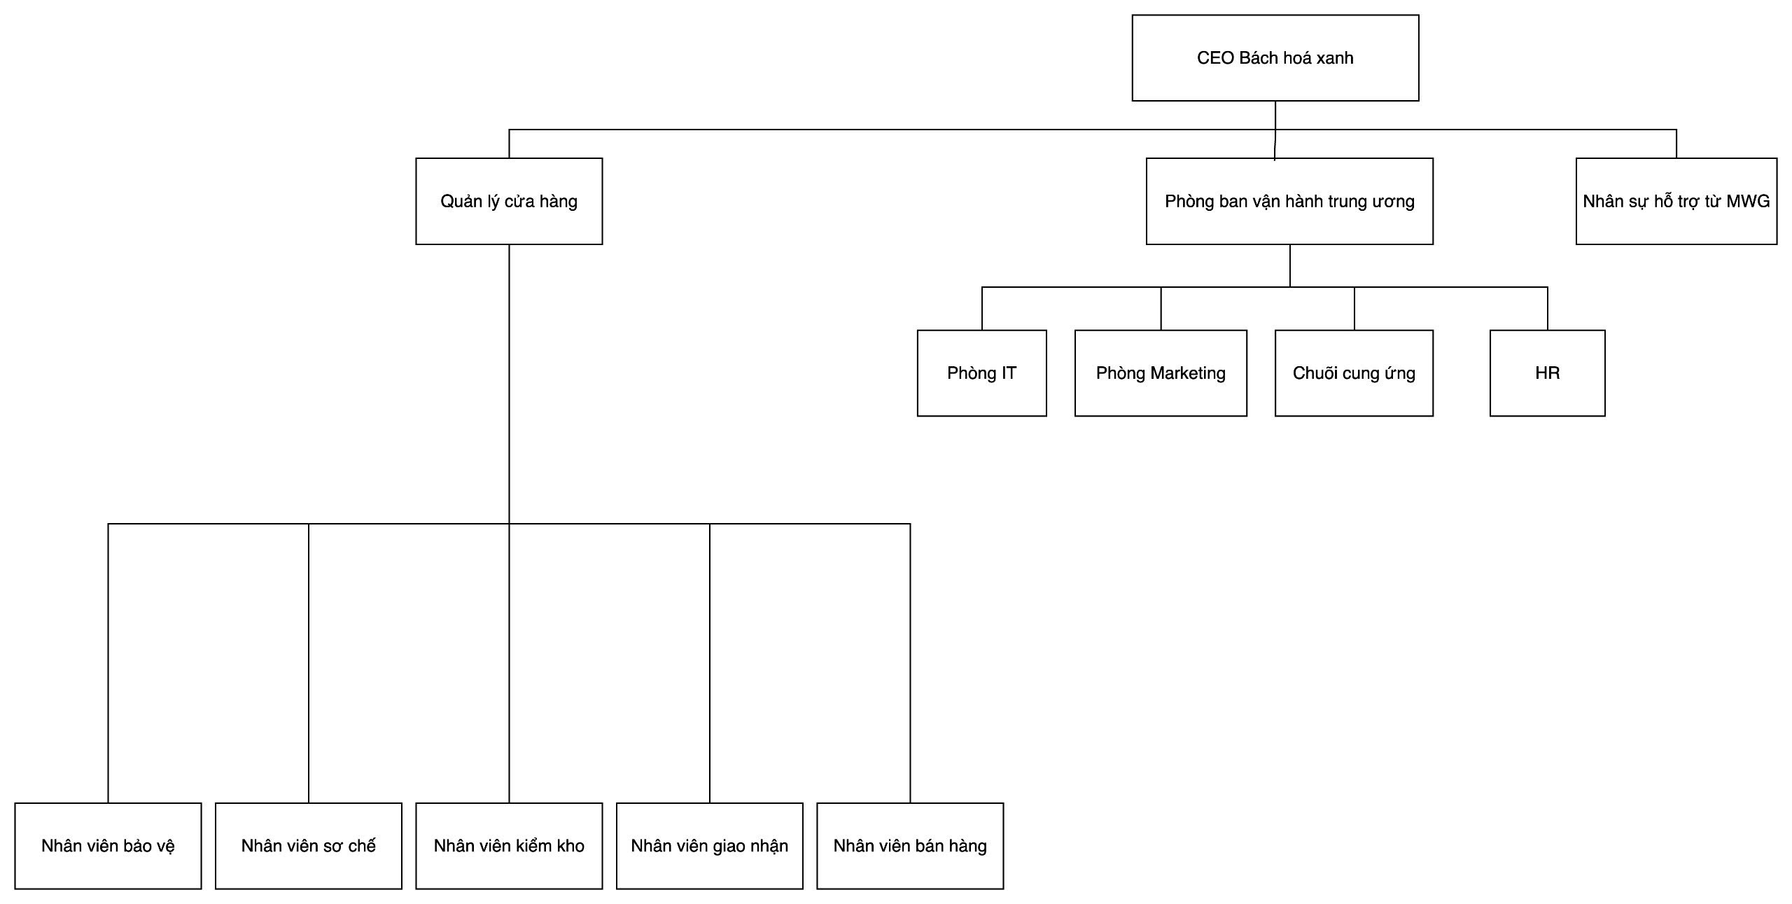 CEO Bách hoá xanh
Quản lý cửa hàng
Phòng ban vận hành trung ương
Nhân sự hỗ trợ từ MWG
Phòng IT
Phòng Marketing
Chuõi cung ứng
HR
Nhân viên bảo vệ
Nhân viên sơ chế
Nhân viên kiểm kho
Nhân viên giao nhận
Nhân viên bán hàng